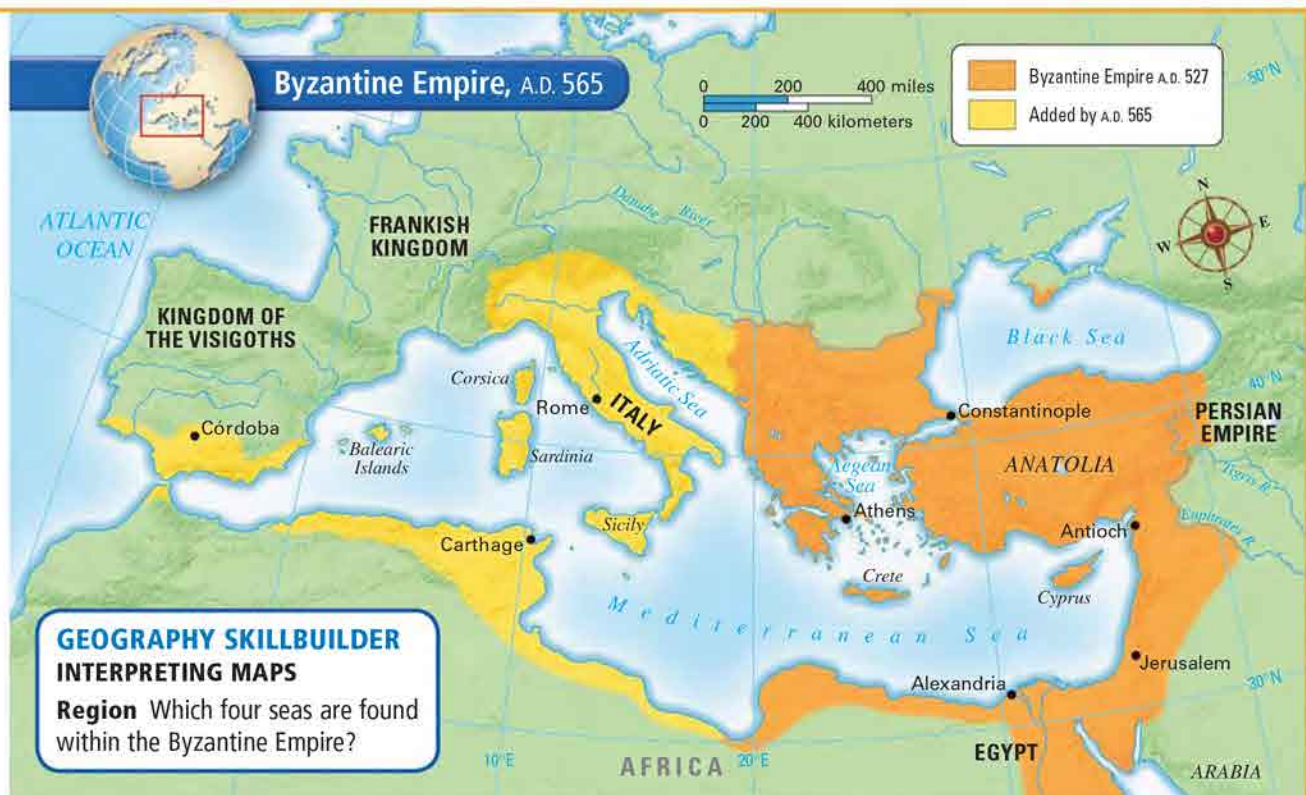 Byzantine Empire, A.D. 565
0 200 400 miles
0 200 400 kilometers
Byzantine Empire A.D. 527
Added by A.D. 565
50°N
ATLANTIC
OCEAN
FRANKISH
KINGDOM
Danube River
N
W E
S
KINGDOM OF
THE VISIGOTHS
Black Sea
Adriatic Sea
Corsica
Rome
ITALY
40°N
Constantinople
PERSIAN
EMPIRE
Córdoba
Balearic
Islands
Sardinia
Aegean
Sea
ANATOLIA
Tigris R.
Athens
Euphrates R.
Sicily
Antioch
Carthage
Crete
Cyprus
Mediterranean Sea
Jerusalem
Alexandria
30°N
GEOGRAPHY SKILLBUILDER
INTERPRETING MAPS
Region Which four seas are found
within the Byzantine Empire?
10°E
AFRICA
20°E
EGYPT
ARABIA